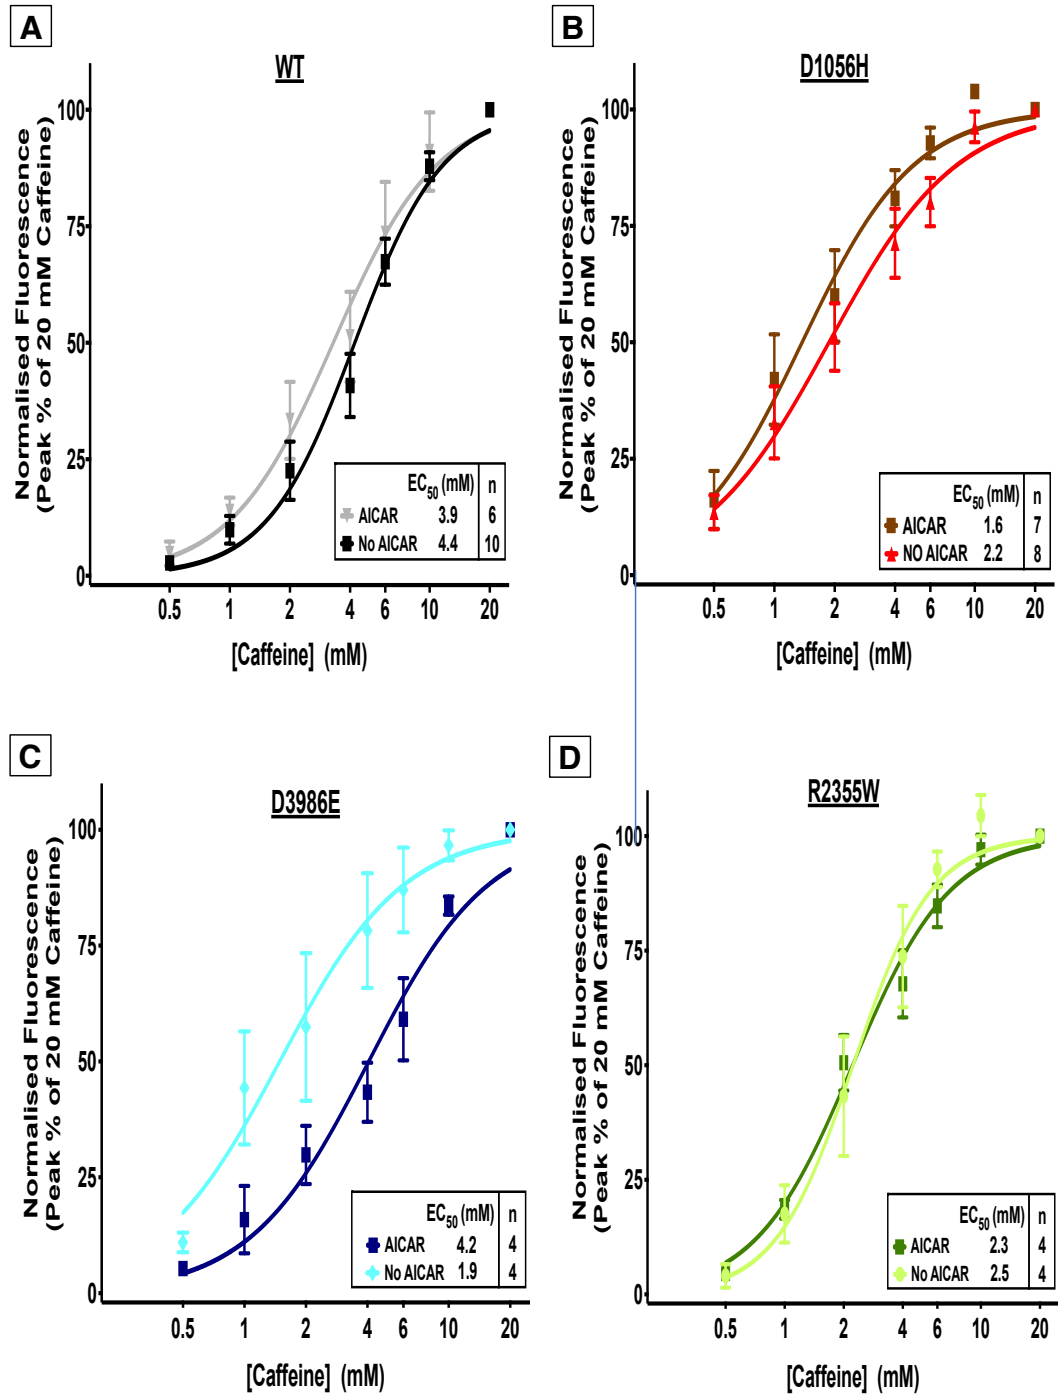 A
WT
Normalised Fluorescence
(Peak % of 20 mM Caffeine)
100
75
50
25
0
EC50 (mM) n
AICAR 3.9 6
No AICAR 4.4 10
0.5 1 2 4 6 10 20
[Caffeine] (mM)
B
D1056H
Normalised Fluorescence
(Peak % of 20 mM Caffeine)
100
75
50
25
0
EC50 (mM) n
AICAR 1.6 7
NO AICAR 2.2 8
0.5 1 2 4 6 10 20
[Caffeine] (mM)
C
D3986E
Normalised Fluorescence
(Peak % of 20 mM Caffeine)
100
75
50
25
0
EC50 (mM) n
AICAR 4.2 4
No AICAR 1.9 4
0.5 1 2 4 6 10 20
[Caffeine] (mM)
D
R2355W
Normalised Fluorescence
(Peak % of 20 mM Caffeine)
100
75
50
25
0
EC50 (mM) n
AICAR 2.3 4
No AICAR 2.5 4
0.5 1 2 4 6 10 20
[Caffeine] (mM)